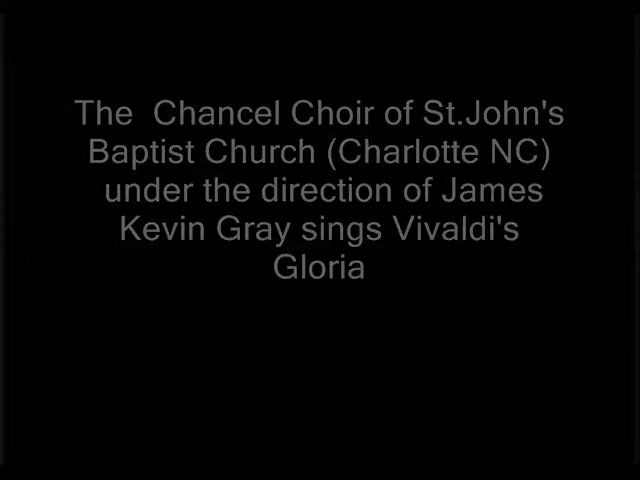 The  Chancel Choir of St.John's
Baptist Church (Charlotte NC)
under the direction of James
Kevin Gray sings Vivaldi's
Gloria